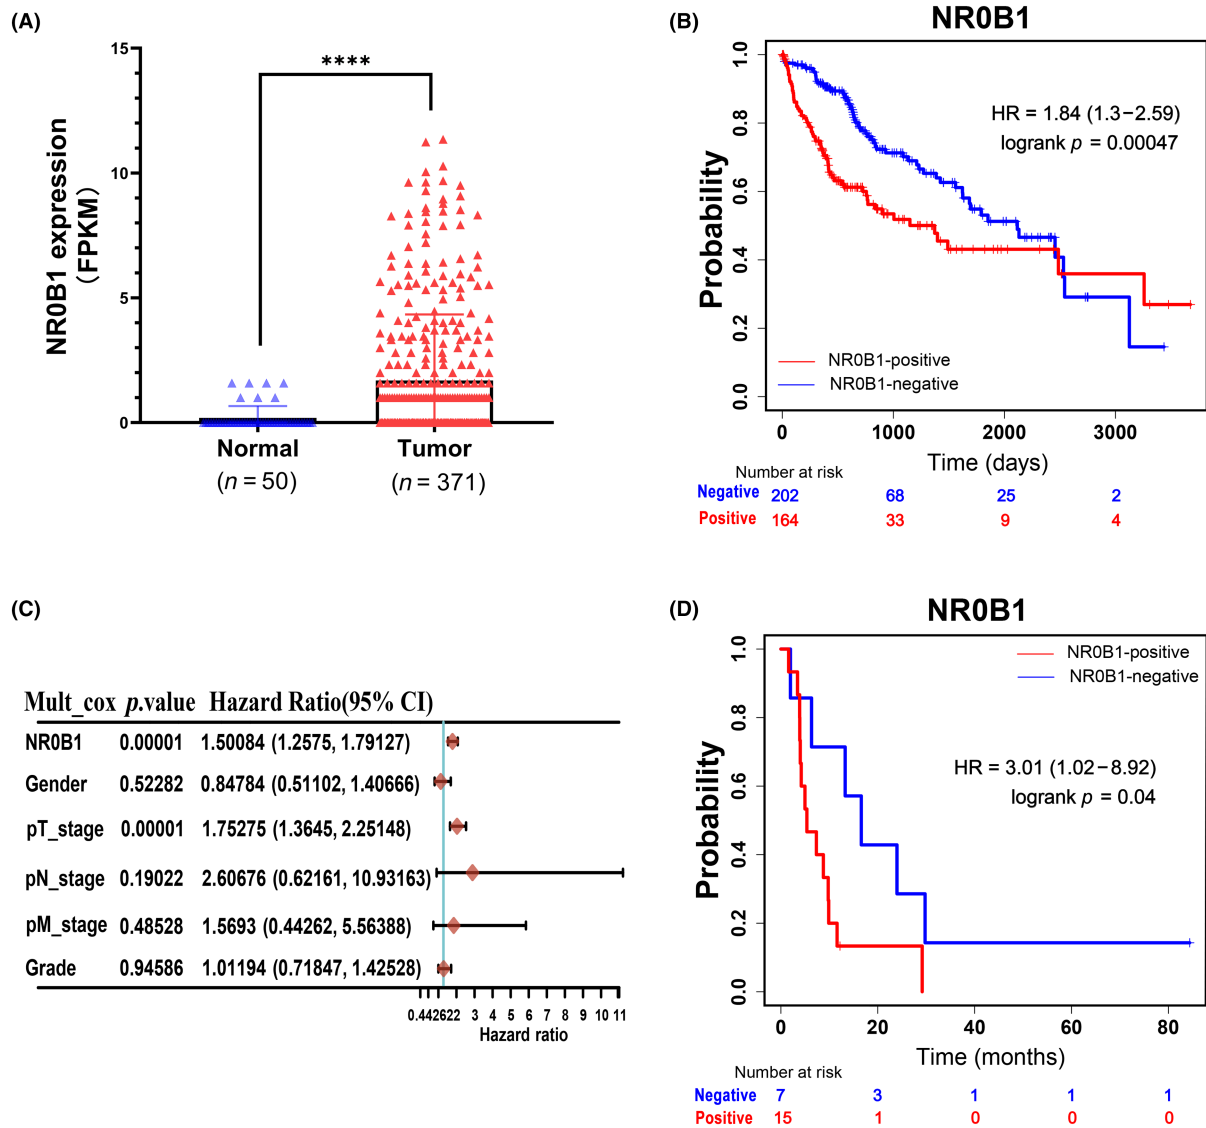 (A)
****
NR0B1 expression
(FPKM)
15
10
5
0
Normal
Tumor
(n = 50)
(n = 371)
(B)
NR0B1
Probability
1.0
0.8
0.6
0.4
0.2
0.0
HR = 1.84 (1.3−2.59)
logrank p = 0.00047
NR0B1-positive
NR0B1-negative
0 1000 2000 3000
Time (days)
Number at risk
Negative 202 68 25 2
Positive 164 33 9 4
(C)
Mult_cox p.value Hazard Ratio(95% CI)
NR0B1 0.00001 1.50084 (1.2575, 1.79127)
Gender 0.52282 0.84784 (0.51102, 1.40666)
pT_stage 0.00001 1.75275 (1.3645, 2.25148)
pN_stage 0.19022 2.60676 (0.62161, 10.93163)
pM_stage 0.48528 1.5693 (0.44262, 5.56388)
Grade 0.94586 1.01194 (0.71847, 1.42528)
0.442622 3 4 5 6 7 8 9 10 11
Hazard ratio
(D)
NR0B1
Probability
1.0
0.8
0.6
0.4
0.2
0.0
NR0B1-positive
NR0B1-negative
HR = 3.01 (1.02−8.92)
logrank p = 0.04
0 20 40 60 80
Time (months)
Number at risk
Negative 7 3 1 1 1
Positive 15 1 0 0 0